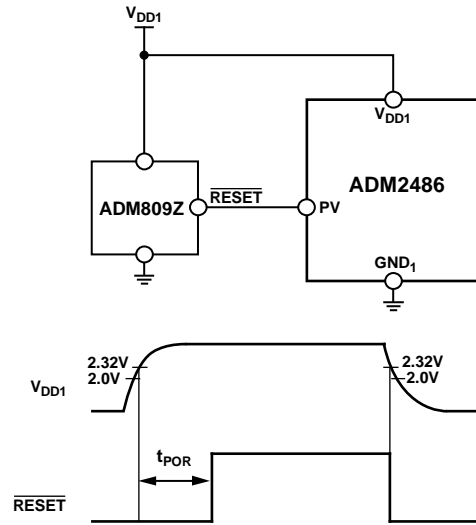 VDD1
VDD1
ADM2486
ADM809Z
RESET
PV
GND1
2.32V
2.0V
2.32V
2.0V
VDD1
tPOR
RESET